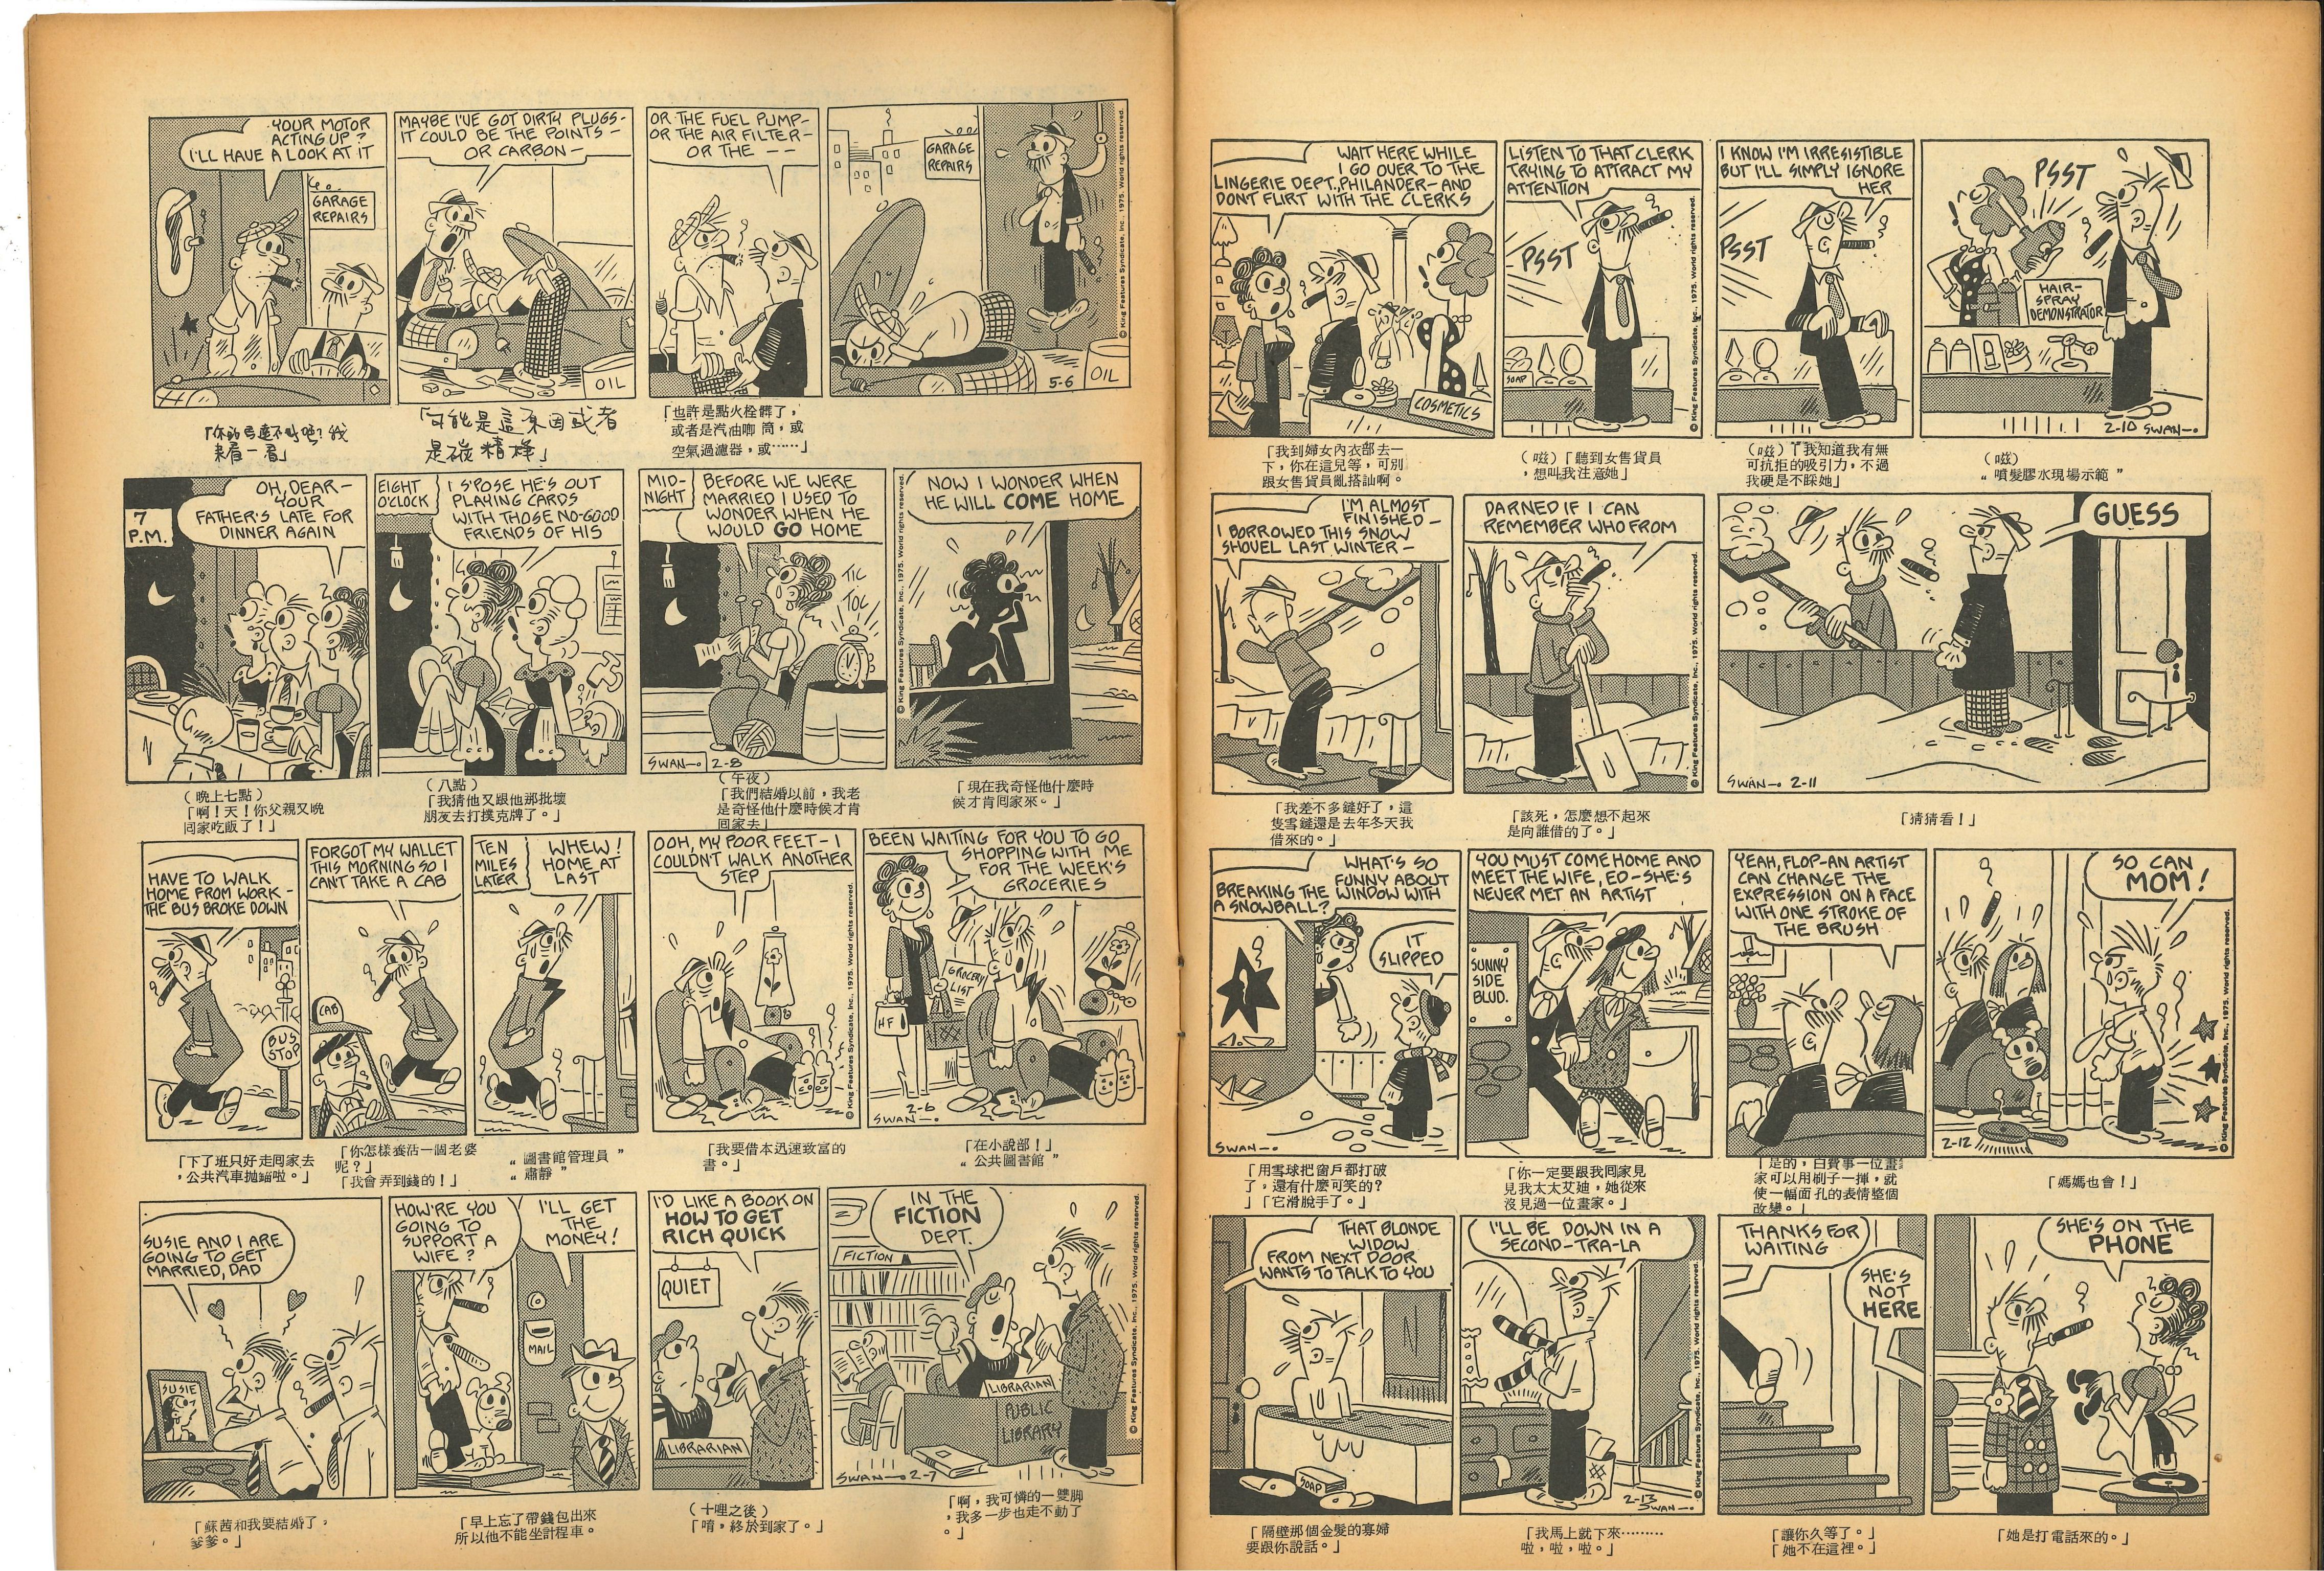 YOUR MOTOR
ACTING UP?
I'LL HAVE A LOOK AT IT
GARAGE
REPAIRS
MAYBE I'VE GOT DIRTY PLUGS-
IT COULD BE THE POINTS-
OR CARBON-
OIL
OR THE FUEL PUMP-
OR THE AIR FILTER-
OR THE --
GARAGE
REPAIRS
5-6
OIL
© King Features Syndicate, Inc., 1975. World rights reserved.
「可能是這原因或者
是碳精棒」
「也許是點火栓髒了，
或者是汽油唧筒，或
空氣過濾器，或……」
7
P.M.
OH, DEAR-
YOUR
FATHER'S LATE FOR
DINNER AGAIN
EIGHT
O'CLOCK
I S'POSE HE'S OUT
PLAYING CARDS
WITH THOSE NO-GOOD
FRIENDS OF HIS
MID-
NIGHT
BEFORE WE WERE
MARRIED I USED TO
WONDER WHEN HE
WOULD GO HOME
TIC
TOC
SWAN 2-8
© King Features Syndicate, Inc., 1975. World rights reserved.
NOW I WONDER WHEN
HE WILL COME HOME
（晚上七點）
「啊！天！你父親又晚
囘家吃飯了！」
（八點）
「我猜他又跟他那批壞
朋友去打撲克牌了。」
（午夜）
「我們結婚以前，我老
是奇怪他什麼時候才肯
囘家去」
「現在我奇怪他什麼時
候才肯囘家來。」
HAVE TO WALK
HOME FROM WORK-
THE BUS BROKE DOWN
BUS
STOP
FORGOT MY WALLET
THIS MORNING SO I
CAN'T TAKE A CAB
CAB
TEN
MILES
LATER
WHEW!
HOME AT
LAST
OOH, MY POOR FEET-I
COULDN'T WALK ANOTHER
STEP
© King Features Syndicate, Inc., 1975. World rights reserved.
BEEN WAITING FOR YOU TO GO
SHOPPING WITH ME
FOR THE WEEK'S
GROCERIES
GROCERY
LIST
HF
2-6
SWAN
「下了班只好走囘家去
，公共汽車拋錨啦。」
「你怎樣養活一個老婆
呢？」
「我會弄到錢的！」
“ 圖書館管理員 ”
“ 肅靜 ”
「我要借本迅速致富的
書。」
「在小說部！」
“ 公共圖書館 ”
SUSIE AND I ARE
GOING TO GET
MARRIED, DAD
SUSIE
HOW'RE YOU
GOING TO
SUPPORT A
WIFE?
I'LL GET
THE
MONEY!
MAIL
I'D LIKE A BOOK ON
HOW TO GET
RICH QUICK
QUIET
LIBRARIAN
IN THE
FICTION
DEPT.
FICTION
LIBRARIAN
PUBLIC
LIBRARY
SWAN 2-7
© King Features Syndicate, Inc., 1975. World rights reserved.
「蘇茜和我要結婚了，
爹爹。」
「早上忘了帶錢包出來
所以他不能坐計程車。
（十哩之後）
「唷，終於到家了。」
「啊，我可憐的一雙脚
，我多一步也走不動了
。」
WAIT HERE WHILE
I GO OVER TO THE
LINGERIE DEPT., PHILANDER-AND
DON'T FLIRT WITH THE CLERKS
COSMETICS
LISTEN TO THAT CLERK
TRYING TO ATTRACT MY
ATTENTION
PSST
SOAP
© King Features Syndicate, Inc., 1975. World rights reserved.
I KNOW I'M IRRESISTIBLE
BUT I'LL SIMPLY IGNORE
HER
PSST
PSST
HAIR-
SPRAY
DEMONSTRATOR
2-10 SWAN
「我到婦女內衣部去一
下，你在這兒等，可別
跟女售貨員亂搭訕啊。
（嗞）「聽到女售貨員
，想叫我注意她」
（嗞）「我知道我有無
可抗拒的吸引力，不過
我硬是不睬她」
（嗞）
“ 噴髮膠水現場示範 ”
I'M ALMOST
FINISHED-
I BORROWED THIS SNOW
SHOVEL LAST WINTER-
DARNED IF I CAN
REMEMBER WHO FROM
© King Features Syndicate, Inc., 1975. World rights reserved.
GUESS
SWAN 2-11
「我差不多鏟好了，這
隻雪鏟還是去年冬天我
借來的。」
「該死，怎麼想不起來
是向誰借的了。」
「猜猜看！」
WHAT'S SO
FUNNY ABOUT
BREAKING THE WINDOW WITH
A SNOWBALL?
IT
SLIPPED
SWAN
YOU MUST COME HOME AND
MEET THE WIFE, ED-SHE'S
NEVER MET AN ARTIST
SUNNY
SIDE
BLVD.
YEAH, FLOP-AN ARTIST
CAN CHANGE THE
EXPRESSION ON A FACE
WITH ONE STROKE OF
THE BRUSH
SO CAN
MOM!
2-12
© King Features Syndicate, Inc., 1975. World rights reserved.
「用雪球把窗戶都打破
了，還有什麼可笑的？
」「它滑脫手了。」
「你一定要跟我囘家見
見我太太艾廸，她從來
沒見過一位畫家。」
「是的，白費事一位畫
家可以用刷子一揮，就
使一幅面孔的表情整個
改變。」
「媽媽也會！」
THAT BLONDE
WIDOW
FROM NEXT DOOR
WANTS TO TALK TO YOU
SOAP
I'LL BE DOWN IN A
SECOND-TRA-LA
2-13
SWAN
© King Features Syndicate, Inc., 1975. World rights reserved.
THANKS FOR
WAITING
SHE'S
NOT
HERE
SHE'S ON THE
PHONE
「隔壁那個金髮的寡婦
要跟你說話。」
「我馬上就下來………
啦，啦，啦。」
「讓你久等了。」
「她不在這裡。」
「她是打電話來的。」